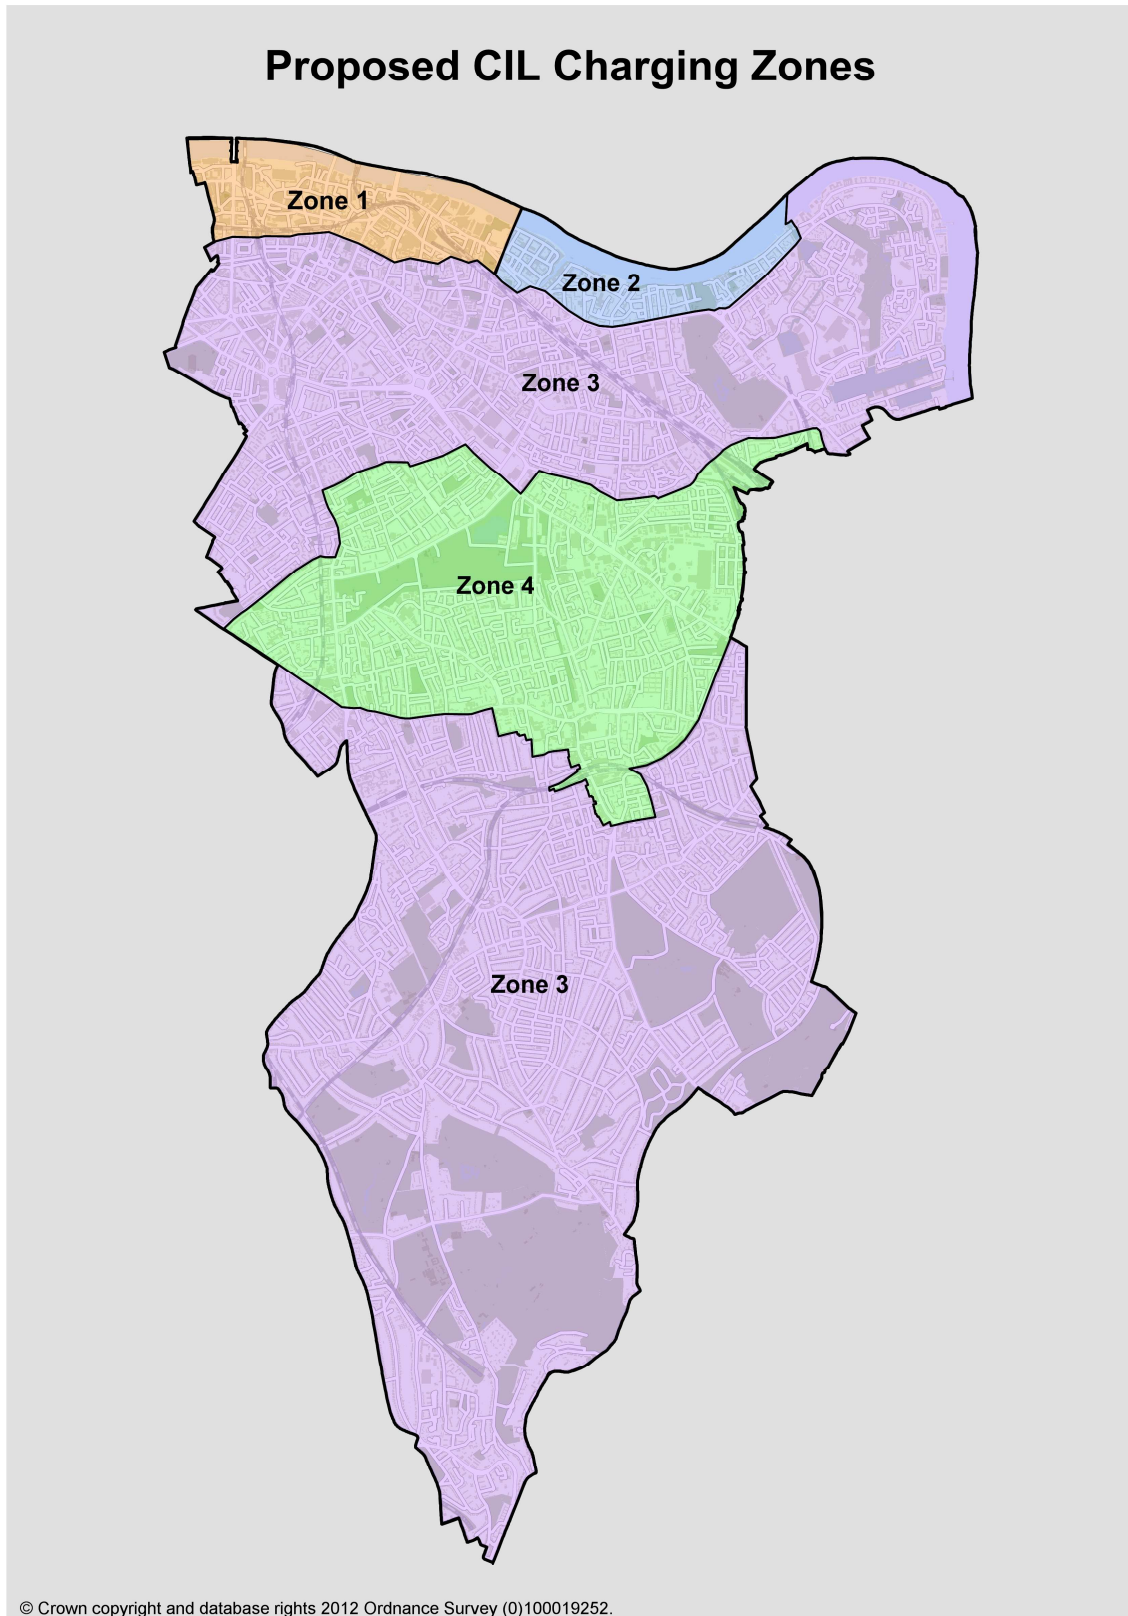 Proposed CIL Charging Zones
Zone 1
Zone 2
Zone 3
Zone 4
Zone 3
© Crown copyright and database rights 2012 Ordnance Survey (0)100019252.